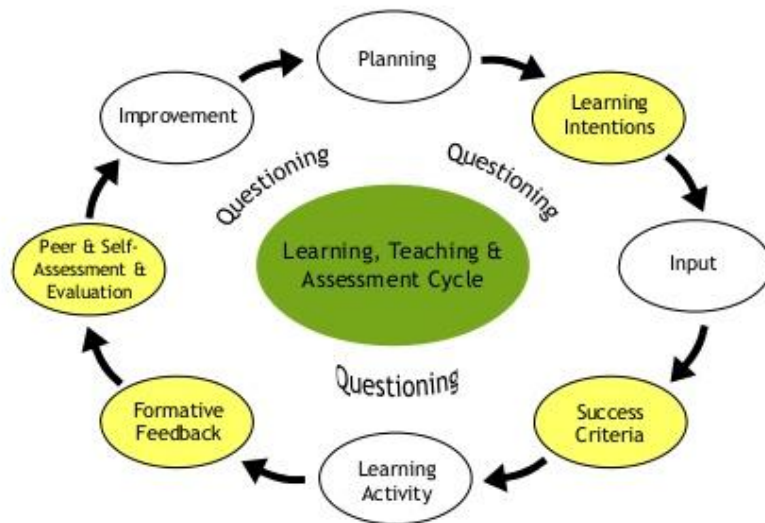 Planning
Learning
Intentions
Input
Success
Criteria
Learning
Activity
Formative
Feedback
Peer & Self-
Assessment &
Evaluation
Improvement
Questioning
Questioning
Questioning
Learning, Teaching &
Assessment Cycle